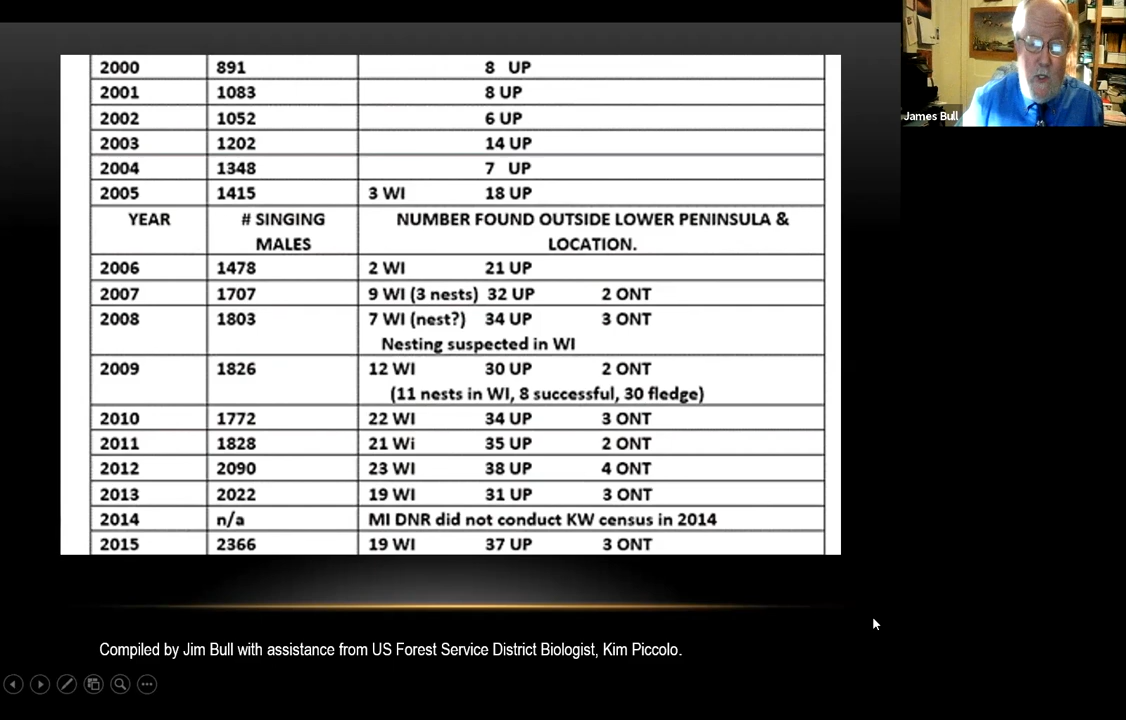 2000 891 8 UP
2001 1083 8 UP
2002 1052 6 UP
2003 1202 14 UP
2004 1348 7 UP
2005 1415 3 WI 18 UP
YEAR # SINGING NUMBER FOUND OUTSIDE LOWER PENINSULA &
MALES LOCATION.
2006 1478 2 WI 21 UP
2007 1707 9 WI (3 nests) 32 UP 2 ONT
2008 1803 7 WI (nest?) 34 UP 3 ONT
Nesting suspected in WI
2009 1826 12 WI 30 UP 2 ONT
(11 nests in WI, 8 successful, 30 fledge)
2010 1772 22 WI 34 UP 3 ONT
2011 1828 21 Wi 35 UP 2 ONT
2012 2090 23 WI 38 UP 4 ONT
2013 2022 19 WI 31 UP 3 ONT
2014 n/a MI DNR did not conduct KW census in 2014
2015 2366 19 WI 37 UP 3 ONT
Compiled by Jim Bull with assistance from US Forest Service District Biologist, Kim Piccolo.
James Bull